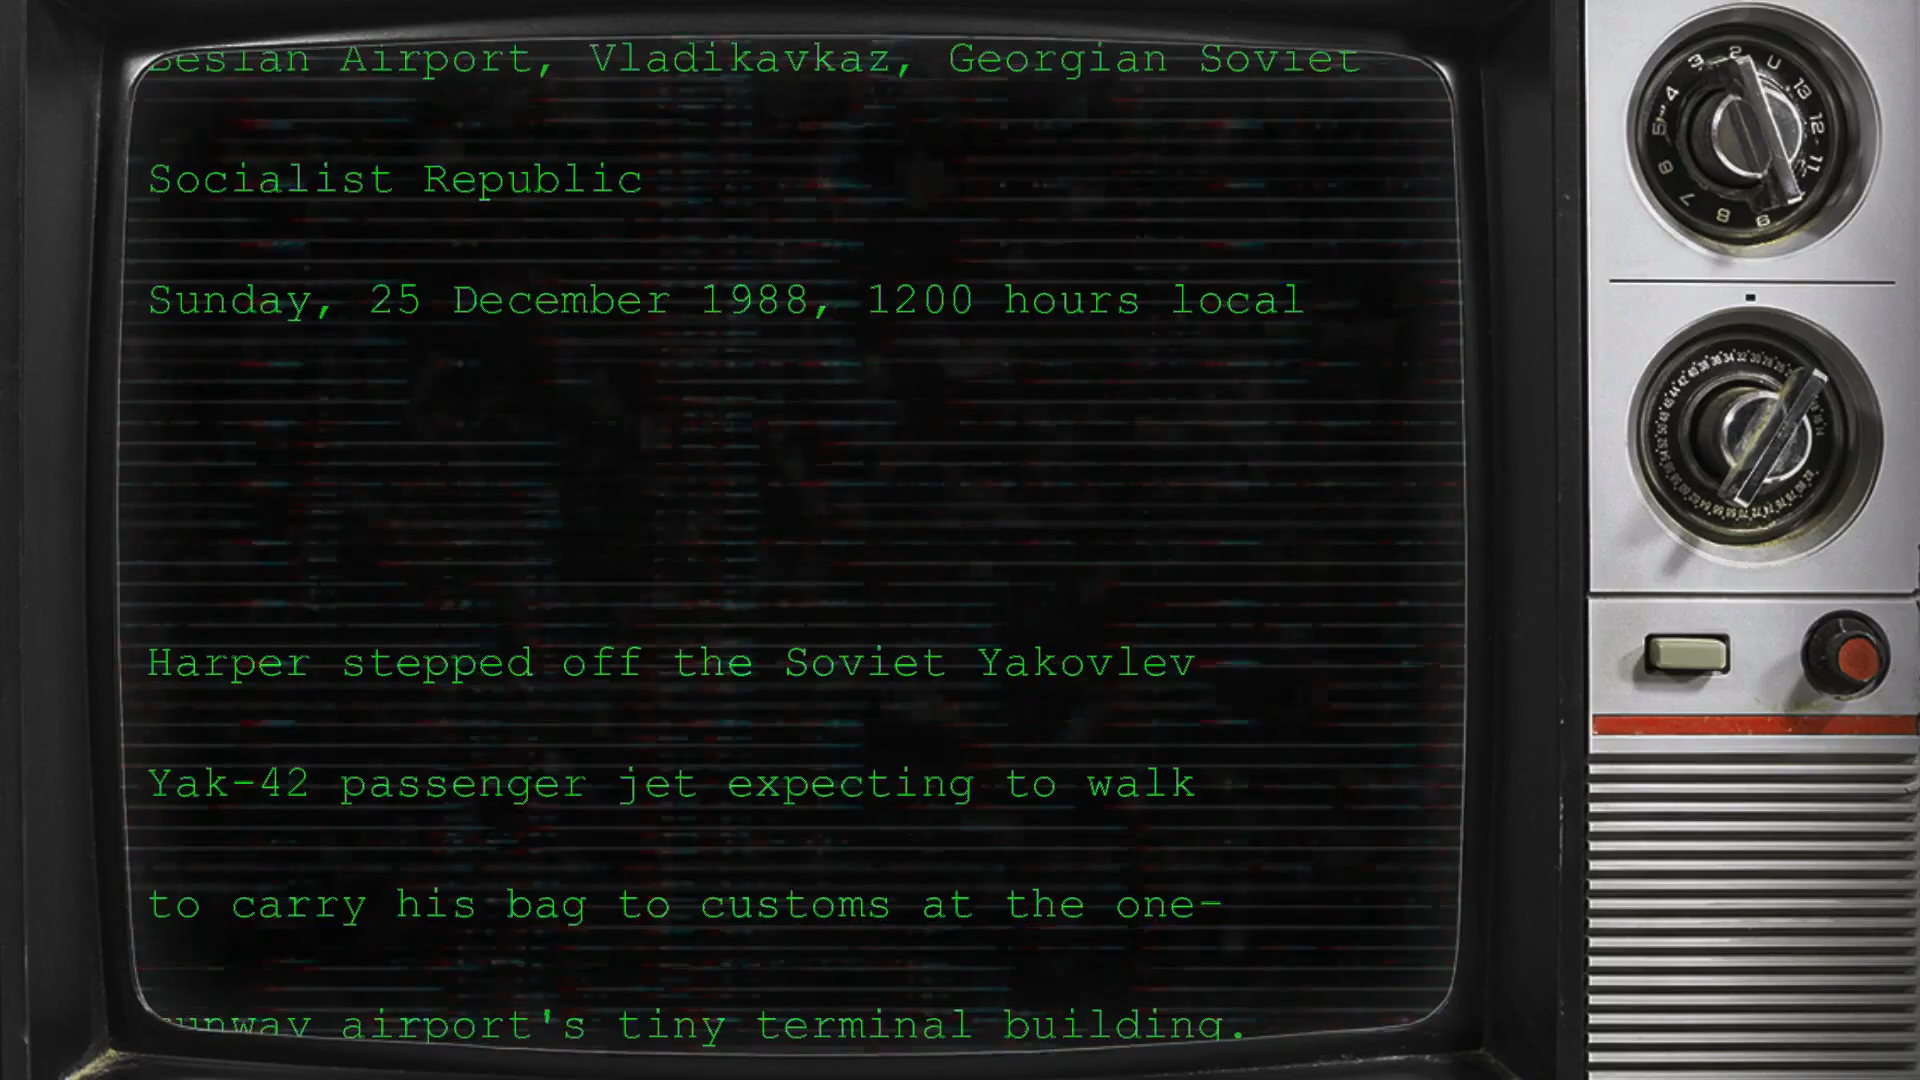 Beslan Airport, Vladikavkaz, Georgian Soviet
Socialist Republic
Sunday, 25 December 1988, 1200 hours local
Harper stepped off the Soviet Yakovlev
Yak-42 passenger jet expecting to walk
to carry his bag to customs at the one-
runway airport's tiny terminal building.